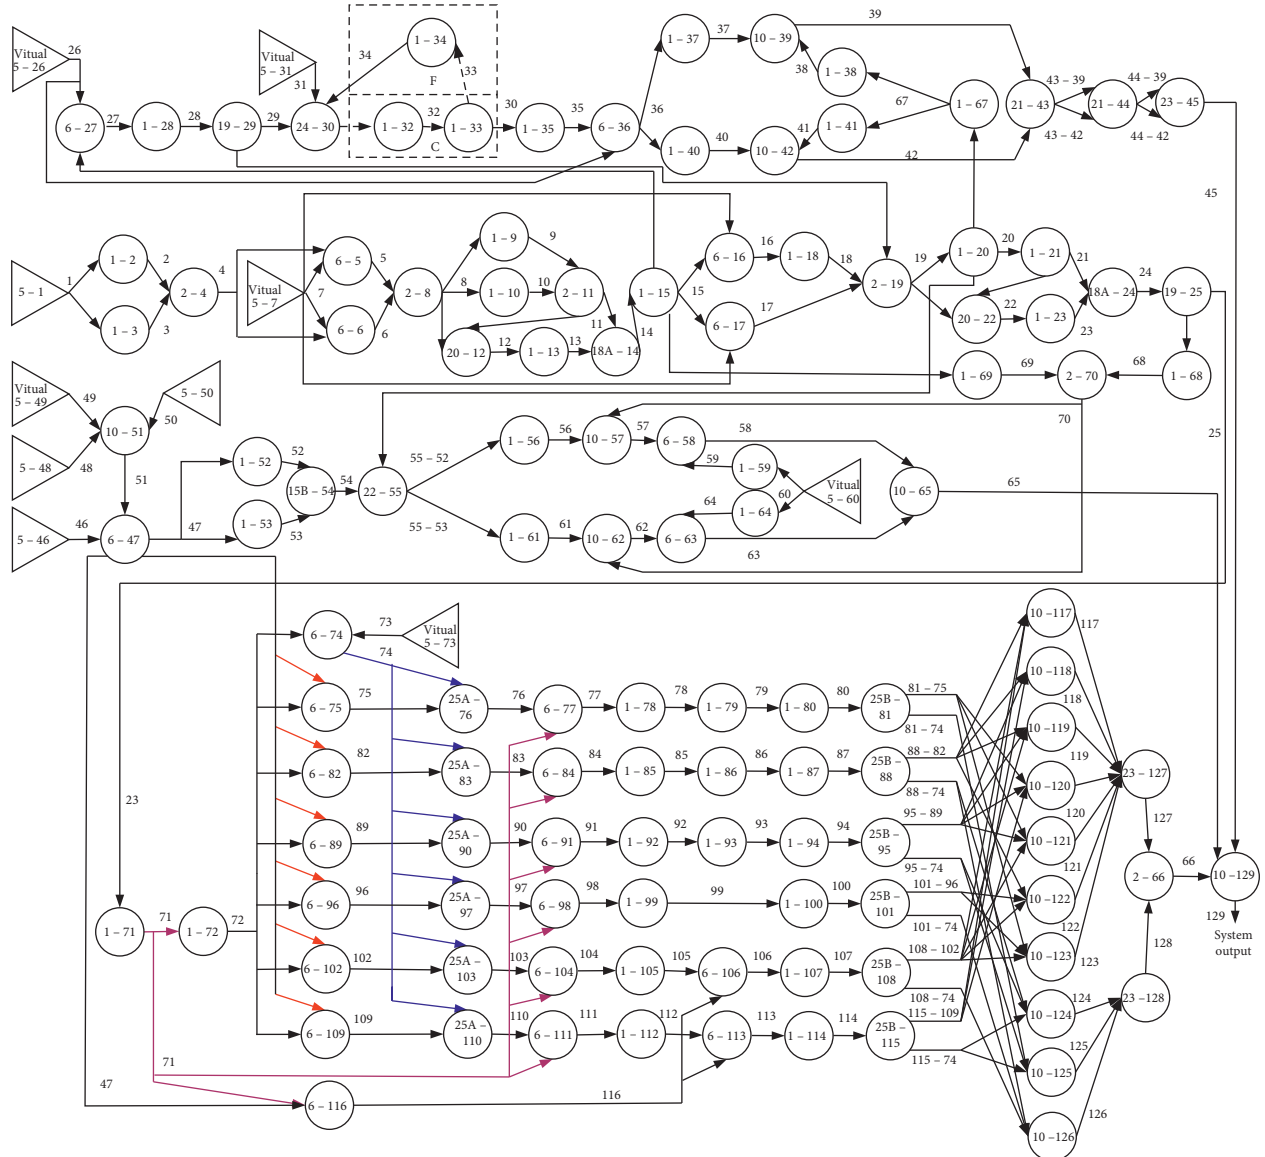 Vitual
5 – 26
26
6 – 27
27
1 – 28
28
19 – 29
29
Vitual
5 – 31
31
24 – 30
34
1 – 34
F
33
1 – 32
32
1 – 33
C
30
1 – 35
35
6 – 36
36
1 – 37
37
10 – 39
39
38
1 – 38
67
1 – 67
1 – 40
40
10 – 42
41
1 – 41
42
21 – 43
43 – 39
43 – 42
21 – 44
44 – 39
44 – 42
23 – 45
45
5 – 1
1
1 – 2
2
1 – 3
3
2 – 4
4
Vitual
5 – 7
7
6 – 5
5
6 – 6
6
2 – 8
8
1 – 9
9
1 – 10
10
2 – 11
11
20 – 12
12
1 – 13
13
18A – 14
14
1 – 15
15
6 – 16
16
1 – 18
18
6 – 17
17
2 – 19
19
1 – 20
20
1 – 21
21
20 – 22
22
1 – 23
23
18A – 24
24
19 – 25
25
1 – 69
69
2 – 70
68
1 – 68
70
Vitual
5 – 49
49
5 – 50
50
10 – 51
5 – 48
48
51
5 – 46
46
6 – 47
47
1 – 52
52
1 – 53
53
15B – 54
54
22 – 55
55 – 52
55 – 53
1 – 56
56
10 – 57
57
6 – 58
58
59
1 – 59
Vitual
5 – 60
60
64
1 – 64
1 – 61
61
10 – 62
62
6 – 63
63
10 – 65
65
23
1 – 71
71
1 – 72
72
71
47
6 – 74
73
Vitual
5 – 73
74
6 – 75
75
25A –
76
76
6 – 77
77
1 – 78
78
1 – 79
79
1 – 80
80
25B –
81
81 – 75
81 – 74
6 – 82
82
25A –
83
83
6 – 84
84
1 – 85
85
1 – 86
86
1 – 87
87
25B –
88
88 – 82
88 – 74
6 – 89
89
25A –
90
90
6 – 91
91
1 – 92
92
1 – 93
93
1 – 94
94
25B –
95
95 – 89
95 – 74
6 – 96
96
25A –
97
97
6 – 98
98
1 – 99
99
1 – 100
100
25B –
101
101 – 96
101 – 74
6 – 102
102
25A –
103
103
6 – 104
104
1 – 105
105
6 – 106
106
1 – 107
107
25B –
108
108 – 102
108 – 74
6 – 109
109
25A –
110
110
6 – 111
111
1 – 112
112
6 – 113
113
1 – 114
114
25B –
115
115 – 109
115 – 74
6 – 116
116
10 – 117
117
10 – 118
118
10 – 119
119
10 – 120
120
10 – 121
121
10 – 122
122
10 – 123
123
10 – 124
124
10 – 125
125
10 – 126
126
23 – 127
127
23 – 128
128
2 – 66
66
10 – 129
129
System
output